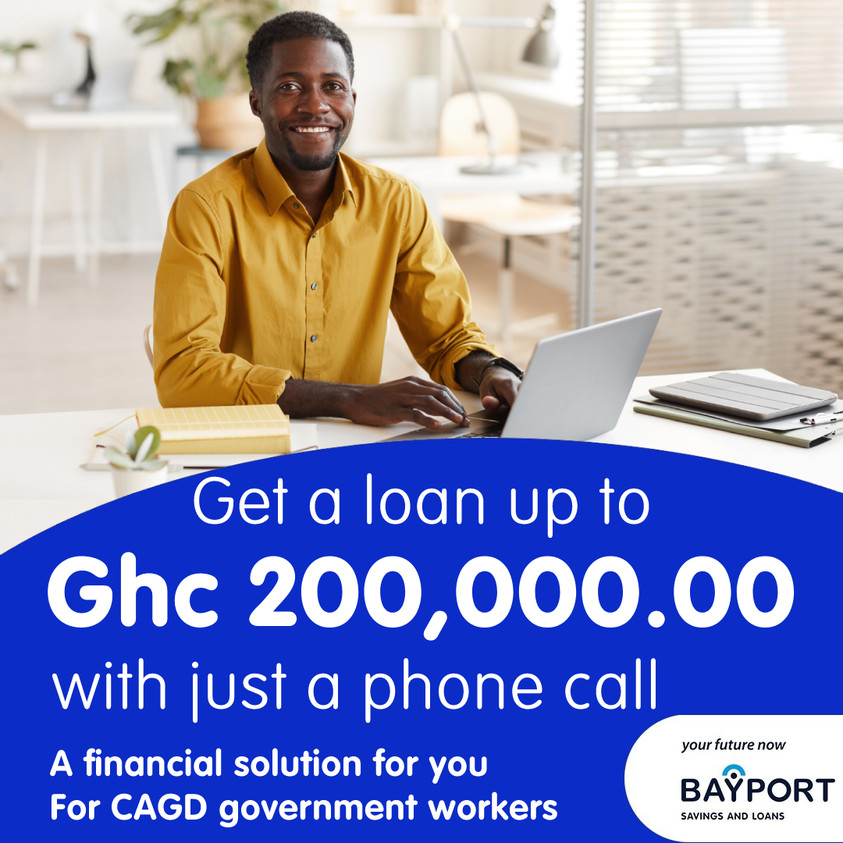 Get a loan up to
Ghc 200,000.00
with just a phone call
A financial solution for you
For CAGD government workers
your future now
BAYPORT
SAVINGS AND LOANS